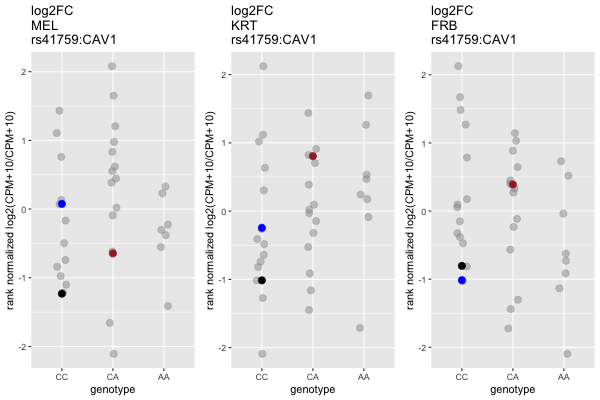 log2FC
MEL
rs41759:CAV1
rank normalized log2(CPM+10/CPM+10)
2
1
0
-1
-2
CC
CA
AA
genotype
log2FC
KRT
rs41759:CAV1
rank normalized log2(CPM+10/CPM+10)
2
1
0
-1
-2
CC
CA
AA
genotype
log2FC
FRB
rs41759:CAV1
rank normalized log2(CPM+10/CPM+10)
2
1
0
-1
-2
CC
CA
AA
genotype